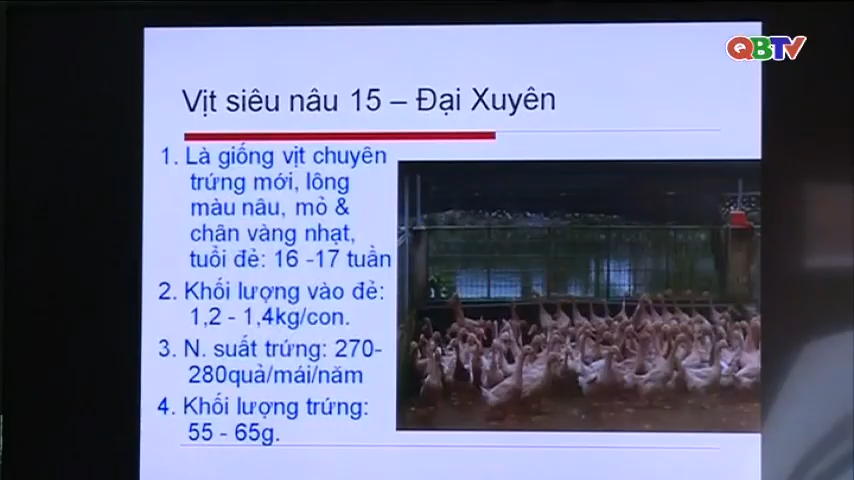 QBTV
Vịt siêu nâu 15 – Đại Xuyên
1. Là giống vịt chuyên
trứng mới, lông
màu nâu, mỏ &
chân vàng nhạt,
tuổi đẻ: 16 -17 tuần
2. Khối lượng vào đẻ:
1,2 - 1,4kg/con.
3. N. suất trứng: 270-
280quả/mái/năm
4. Khối lượng trứng:
55 - 65g.